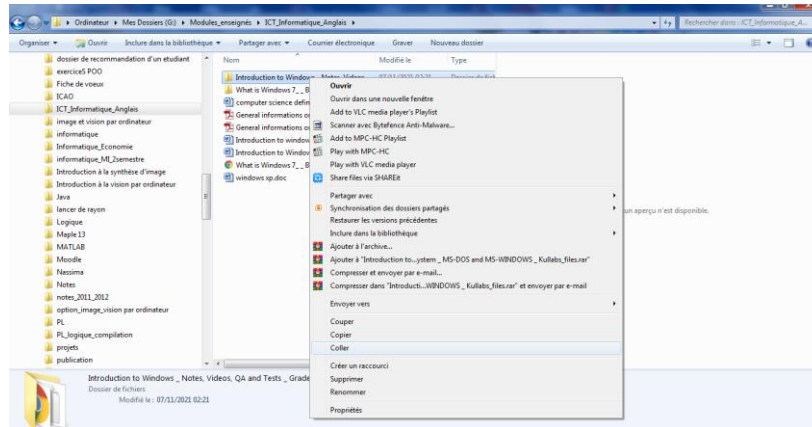 Ordinateur ▸ Mes Dossiers (G:) ▸ Modules_enseignés ▸ ICT_Informatique_Anglais ▸
Rechercher dans : ICT_Informatique_A...
Organiser ▾ Ouvrir Inclure dans la bibliothèque ▾ Partager avec ▾ Courrier électronique Graver Nouveau dossier
dossier de recommandation d'un etudiant
exerciceS POO
Fiche de voeux
ICAO
ICT_Informatique_Anglais
image et vision par ordinateur
informatique
Informatique_Economie
informatique_MI_2semestre
Introduction à la synthèse d'image
Introduction à la vision par ordinateur
Java
lancer de rayon
Logique
Maple 13
MATLAB
Moodle
Nassima
Notes
notes_2011_2012
option_image_vision par ordinateur
PL
PL_logique_compilation
projets
publication
Nom Modifié le Type
Introduction to Windows _ Notes, Videos, 07/11/2021 02:21 Dossier de fich
What is Windows 7_ _ B
computer science defin
General informations o
General informations o
Introduction to window
Introduction to Window
What is Windows 7_ _ B
windows xp.doc
Ouvrir
Ouvrir dans une nouvelle fenêtre
Add to VLC media player's Playlist
Scanner avec Bytefence Anti-Malware...
Add to MPC-HC Playlist
Play with MPC-HC
Play with VLC media player
Share files via SHAREit
Partager avec
Synchronisation des dossiers partagés
Restaurer les versions précédentes
Inclure dans la bibliothèque
Ajouter à l'archive...
Ajouter à "Introduction to...ystem _ MS-DOS and MS-WINDOWS _ Kullabs_files.rar"
Compresser et envoyer par e-mail...
Compresser dans "Introducti...WINDOWS _ Kullabs_files.rar" et envoyer par e-mail
Envoyer vers
Couper
Copier
Coller
Créer un raccourci
Supprimer
Renommer
Propriétés
un aperçu n'est disponible.
Introduction to Windows _ Notes, Videos, QA and Tests _ Grade
Dossier de fichiers
Modifié le : 07/11/2021 02:21